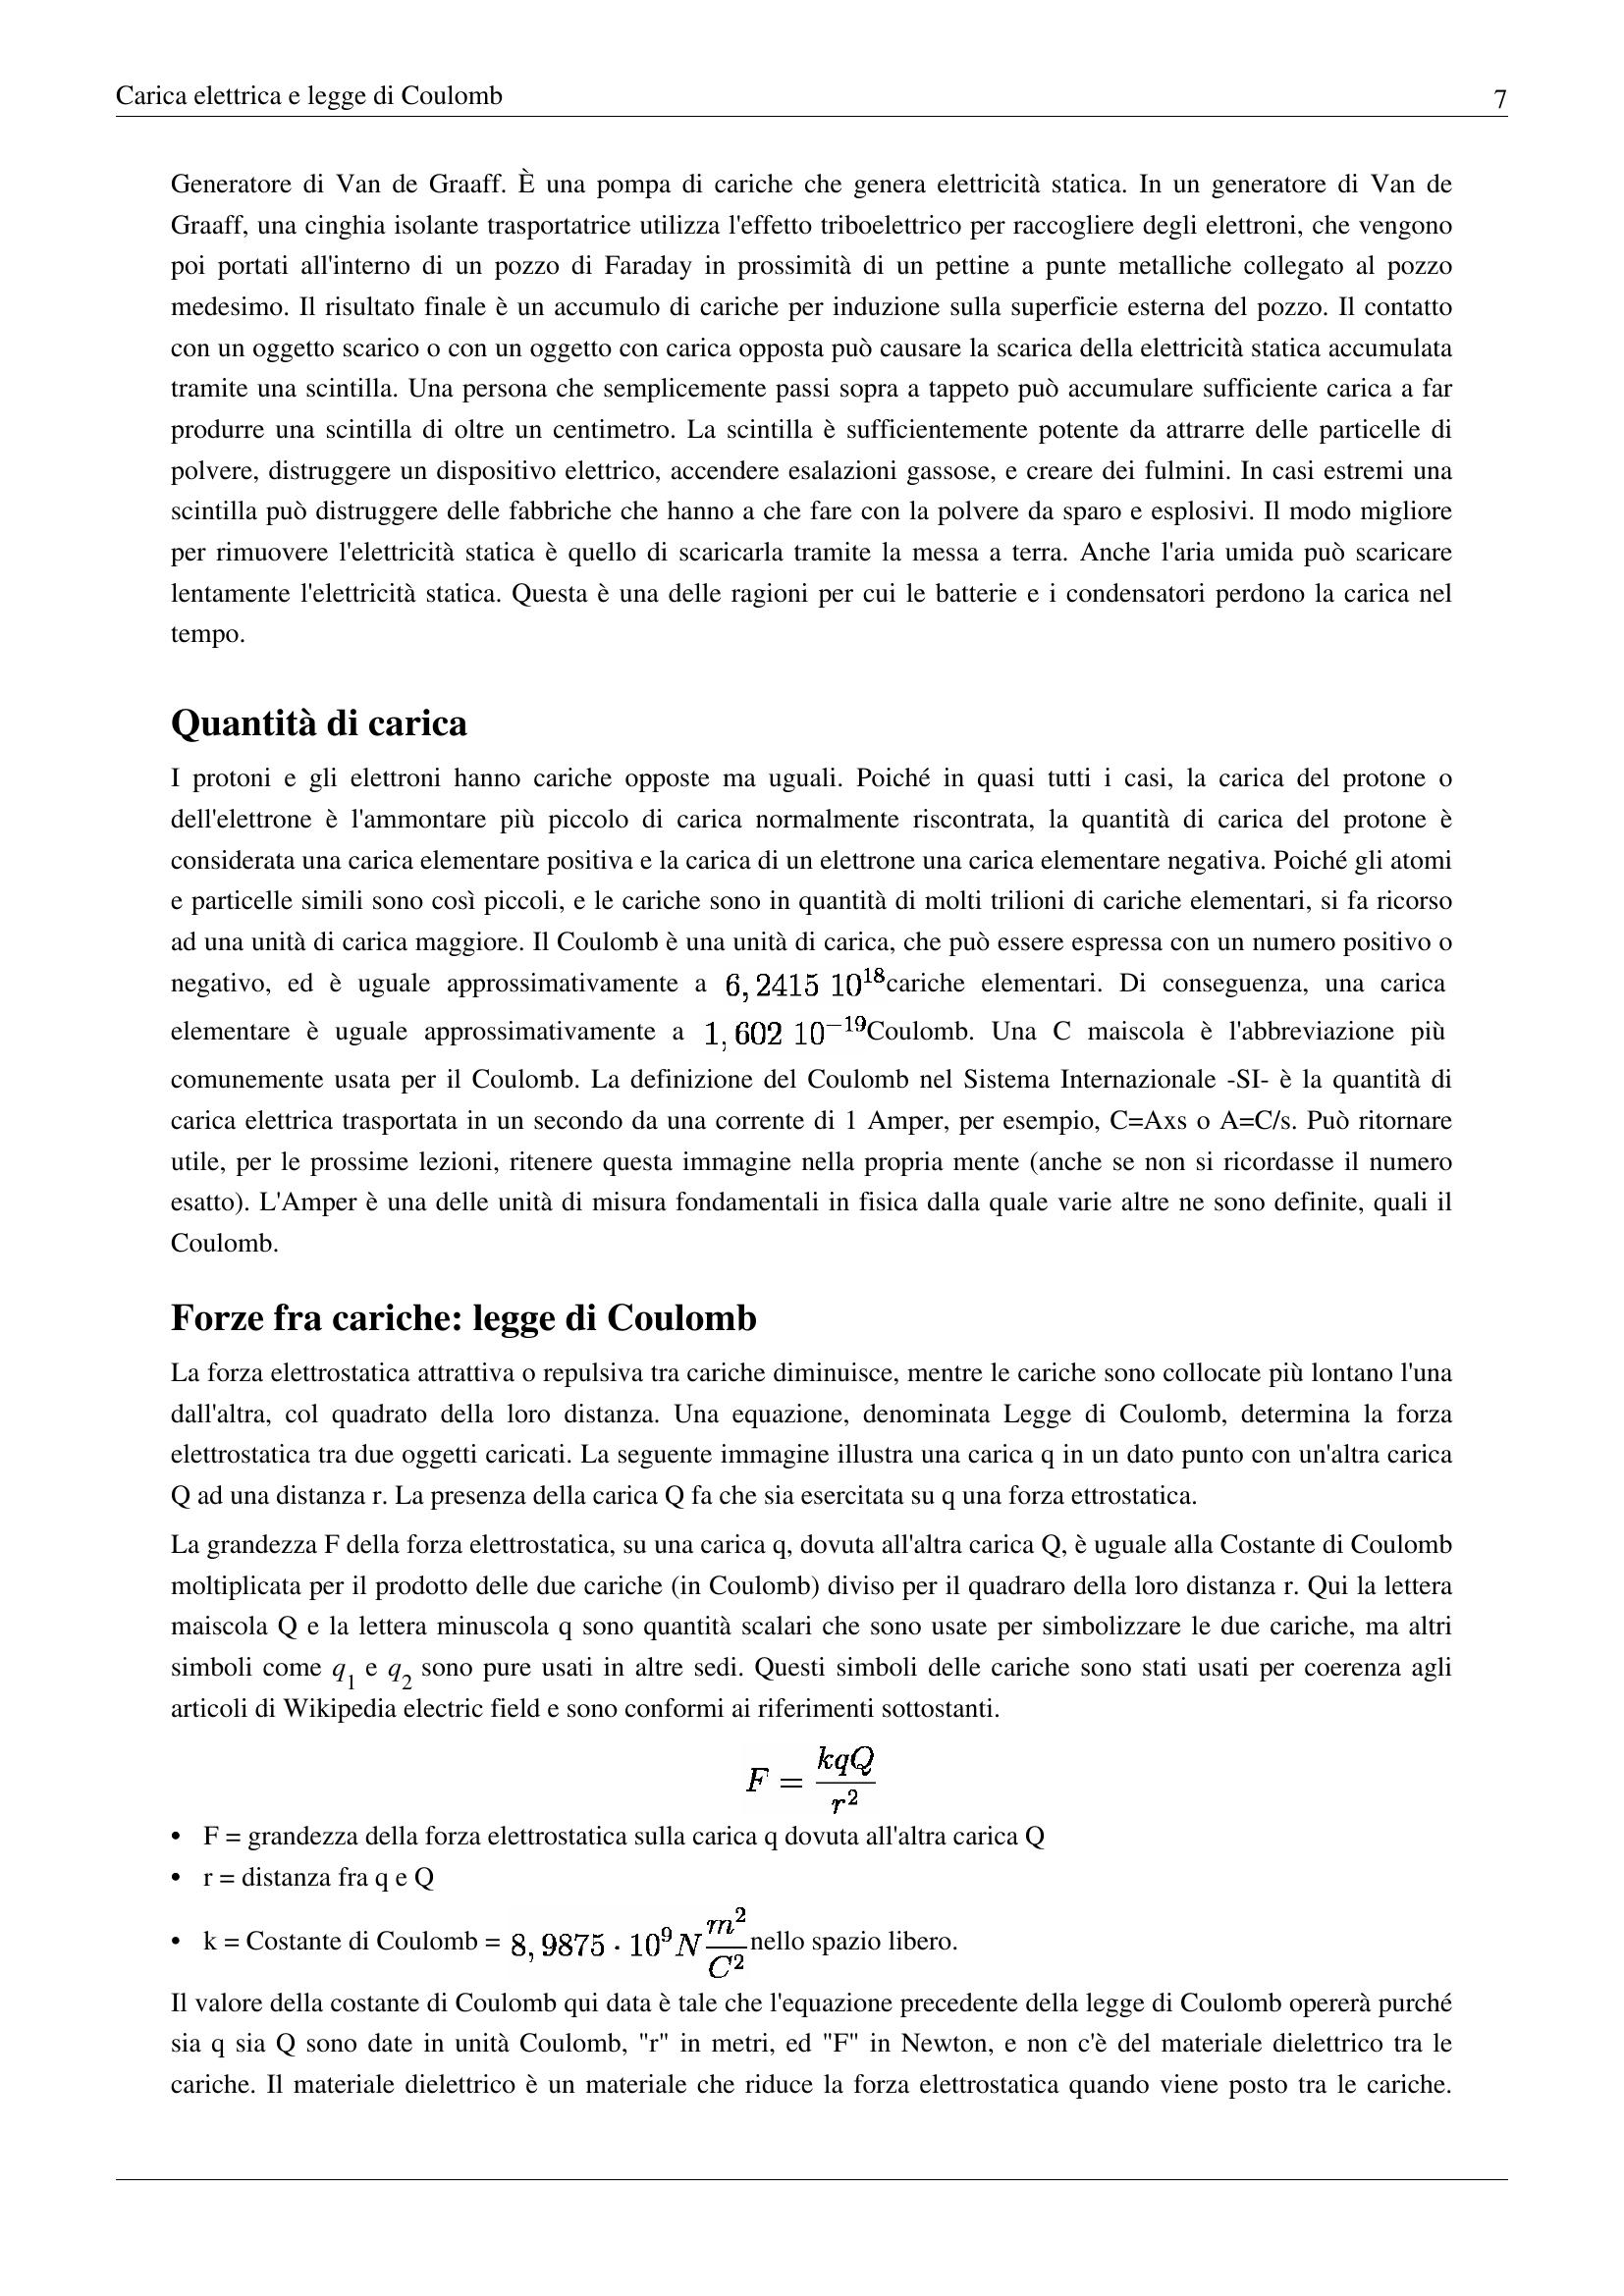 Carica elettrica e legge di Coulomb 7
Generatore di Van de Graaff. È una pompa di cariche che genera elettricità statica. In un generatore di Van de
Graaff, una cinghia isolante trasportatrice utilizza l'effetto triboelettrico per raccogliere degli elettroni, che vengono
poi portati all'interno di un pozzo di Faraday in prossimità di un pettine a punte metalliche collegato al pozzo
medesimo. Il risultato finale è un accumulo di cariche per induzione sulla superficie esterna del pozzo. Il contatto
con un oggetto scarico o con un oggetto con carica opposta può causare la scarica della elettricità statica accumulata
tramite una scintilla. Una persona che semplicemente passi sopra a tappeto può accumulare sufficiente carica a far
produrre una scintilla di oltre un centimetro. La scintilla è sufficientemente potente da attrarre delle particelle di
polvere, distruggere un dispositivo elettrico, accendere esalazioni gassose, e creare dei fulmini. In casi estremi una
scintilla può distruggere delle fabbriche che hanno a che fare con la polvere da sparo e esplosivi. Il modo migliore
per rimuovere l'elettricità statica è quello di scaricarla tramite la messa a terra. Anche l'aria umida può scaricare
lentamente l'elettricità statica. Questa è una delle ragioni per cui le batterie e i condensatori perdono la carica nel
tempo.
Quantità di carica
I protoni e gli elettroni hanno cariche opposte ma uguali. Poiché in quasi tutti i casi, la carica del protone o
dell'elettrone è l'ammontare più piccolo di carica normalmente riscontrata, la quantità di carica del protone è
considerata una carica elementare positiva e la carica di un elettrone una carica elementare negativa. Poiché gli atomi
e particelle simili sono così piccoli, e le cariche sono in quantità di molti trilioni di cariche elementari, si fa ricorso
ad una unità di carica maggiore. Il Coulomb è una unità di carica, che può essere espressa con un numero positivo o
negativo, ed è uguale approssimativamente a 6,2415 10^18 cariche elementari. Di conseguenza, una carica
elementare è uguale approssimativamente a 1,602 10^−19 Coulomb. Una C maiscola è l'abbreviazione più
comunemente usata per il Coulomb. La definizione del Coulomb nel Sistema Internazionale -SI- è la quantità di
carica elettrica trasportata in un secondo da una corrente di 1 Amper, per esempio, C=Axs o A=C/s. Può ritornare
utile, per le prossime lezioni, ritenere questa immagine nella propria mente (anche se non si ricordasse il numero
esatto). L'Amper è una delle unità di misura fondamentali in fisica dalla quale varie altre ne sono definite, quali il
Coulomb.
Forze fra cariche: legge di Coulomb
La forza elettrostatica attrattiva o repulsiva tra cariche diminuisce, mentre le cariche sono collocate più lontano l'una
dall'altra, col quadrato della loro distanza. Una equazione, denominata Legge di Coulomb, determina la forza
elettrostatica tra due oggetti caricati. La seguente immagine illustra una carica q in un dato punto con un'altra carica
Q ad una distanza r. La presenza della carica Q fa che sia esercitata su q una forza ettrostatica.
La grandezza F della forza elettrostatica, su una carica q, dovuta all'altra carica Q, è uguale alla Costante di Coulomb
moltiplicata per il prodotto delle due cariche (in Coulomb) diviso per il quadraro della loro distanza r. Qui la lettera
maiscola Q e la lettera minuscola q sono quantità scalari che sono usate per simbolizzare le due cariche, ma altri
simboli come q1 e q2 sono pure usati in altre sedi. Questi simboli delle cariche sono stati usati per coerenza agli
articoli di Wikipedia electric field e sono conformi ai riferimenti sottostanti.
F = kqQ / r^2
• F = grandezza della forza elettrostatica sulla carica q dovuta all'altra carica Q
• r = distanza fra q e Q
• k = Costante di Coulomb = 8,9875 · 10^9 N m^2/C^2 nello spazio libero.
Il valore della costante di Coulomb qui data è tale che l'equazione precedente della legge di Coulomb opererà purché
sia q sia Q sono date in unità Coulomb, "r" in metri, ed "F" in Newton, e non c'è del materiale dielettrico tra le
cariche. Il materiale dielettrico è un materiale che riduce la forza elettrostatica quando viene posto tra le cariche.